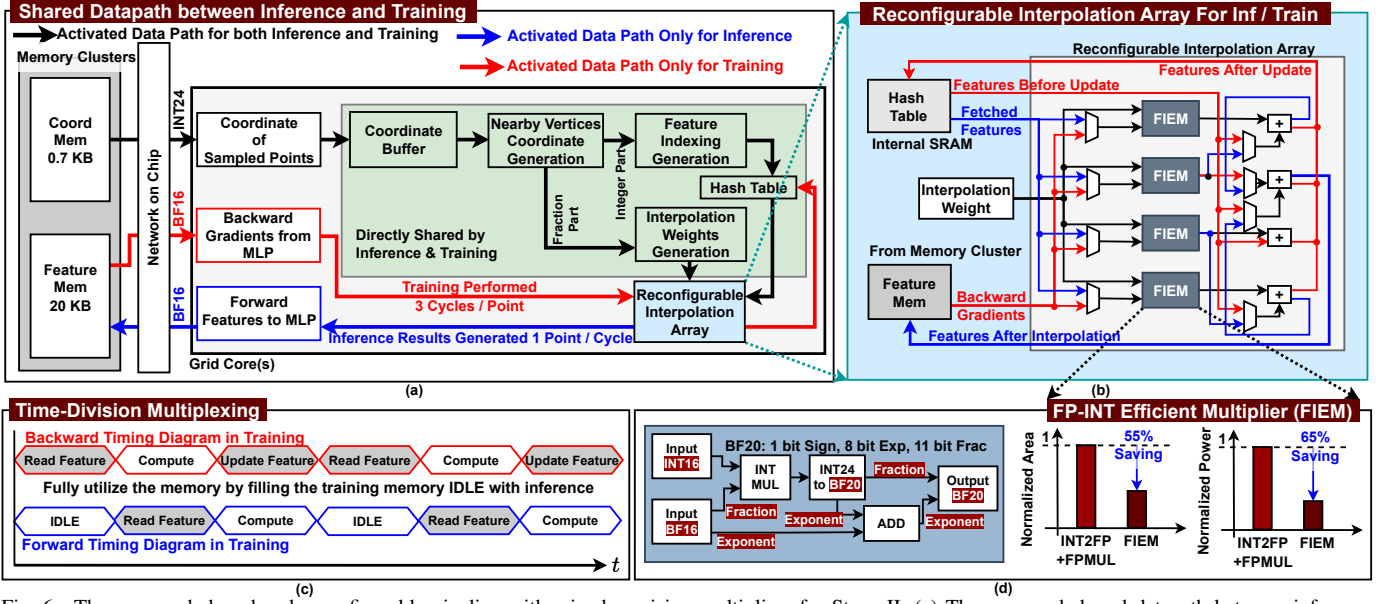 Shared Datapath between Inference and Training
Activated Data Path for both Inference and Training
Activated Data Path Only for Inference
Activated Data Path Only for Training
Memory Clusters
Coord
Mem
0.7 KB
Feature
Mem
20 KB
Network on Chip
INT24
BF16
BF16
Coordinate
of
Sampled Points
Backward
Gradients from
MLP
Forward
Features to MLP
Coordinate
Buffer
Nearby Vertices
Coordinate
Generation
Feature
Indexing
Generation
Integer Part
Fraction
Part
Hash Table
Interpolation
Weights
Generation
Directly Shared by
Inference & Training
Training Performed
3 Cycles / Point
Reconfigurable
Interpolation
Array
Inference Results Generated 1 Point / Cycle
Grid Core(s)
(a)
Reconfigurable Interpolation Array For Inf / Train
Reconfigurable Interpolation Array
Features After Update
Features Before Update
Hash
Table
Fetched
Features
Internal SRAM
Interpolation
Weight
From Memory Cluster
Feature
Mem
Backward
Gradients
Features After Interpolation
FIEM
FIEM
FIEM
FIEM
+
+
+
+
(b)
Time-Division Multiplexing
Backward Timing Diagram in Training
Read Feature
Compute
Update Feature
Read Feature
Compute
Update Feature
Fully utilize the memory by filling the training memory IDLE with inference
IDLE
Read Feature
Compute
IDLE
Read Feature
Compute
Forward Timing Diagram in Training
t
(c)
FP-INT Efficient Multiplier (FIEM)
BF20: 1 bit Sign, 8 bit Exp, 11 bit Frac
Input
INT16
Input
BF16
INT
MUL
INT24
to BF20
Fraction
Output
BF20
Fraction
Exponent
ADD
Exponent
Exponent
Normalized Area
1
55%
Saving
INT2FP
+FPMUL
FIEM
Normalized Power
1
65%
Saving
INT2FP
+FPMUL
FIEM
(d)